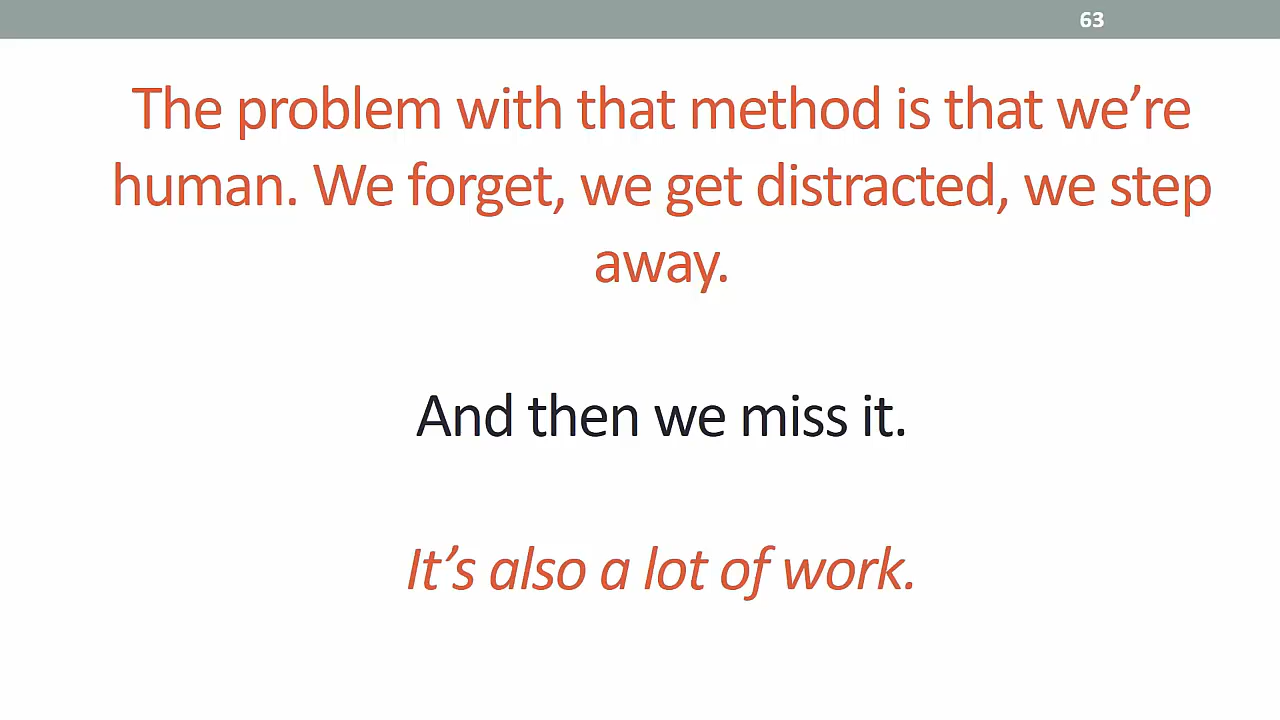 63
The problem with that method is that we’re
human. We forget, we get distracted, we step
away.
And then we miss it.
It’s also a lot of work.